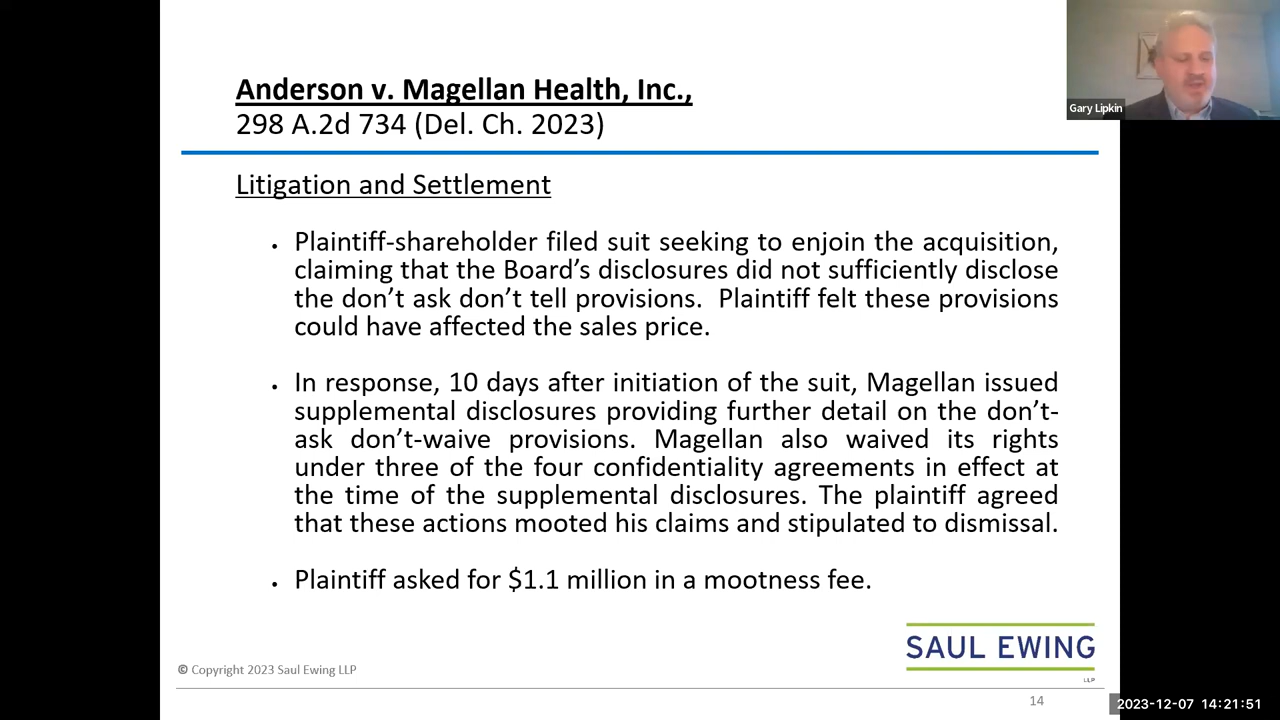 Anderson v. Magellan Health, Inc.,
298 A.2d 734 (Del. Ch. 2023)
Gary Lipkin
Litigation and Settlement
• Plaintiff-shareholder filed suit seeking to enjoin the acquisition,
claiming that the Board’s disclosures did not sufficiently disclose
the don’t ask don’t tell provisions. Plaintiff felt these provisions
could have affected the sales price.
• In response, 10 days after initiation of the suit, Magellan issued
supplemental disclosures providing further detail on the don’t-
ask don’t-waive provisions. Magellan also waived its rights
under three of the four confidentiality agreements in effect at
the time of the supplemental disclosures. The plaintiff agreed
that these actions mooted his claims and stipulated to dismissal.
• Plaintiff asked for $1.1 million in a mootness fee.
SAUL EWING
LLP
© Copyright 2023 Saul Ewing LLP
14
2023-12-07 14:21:51